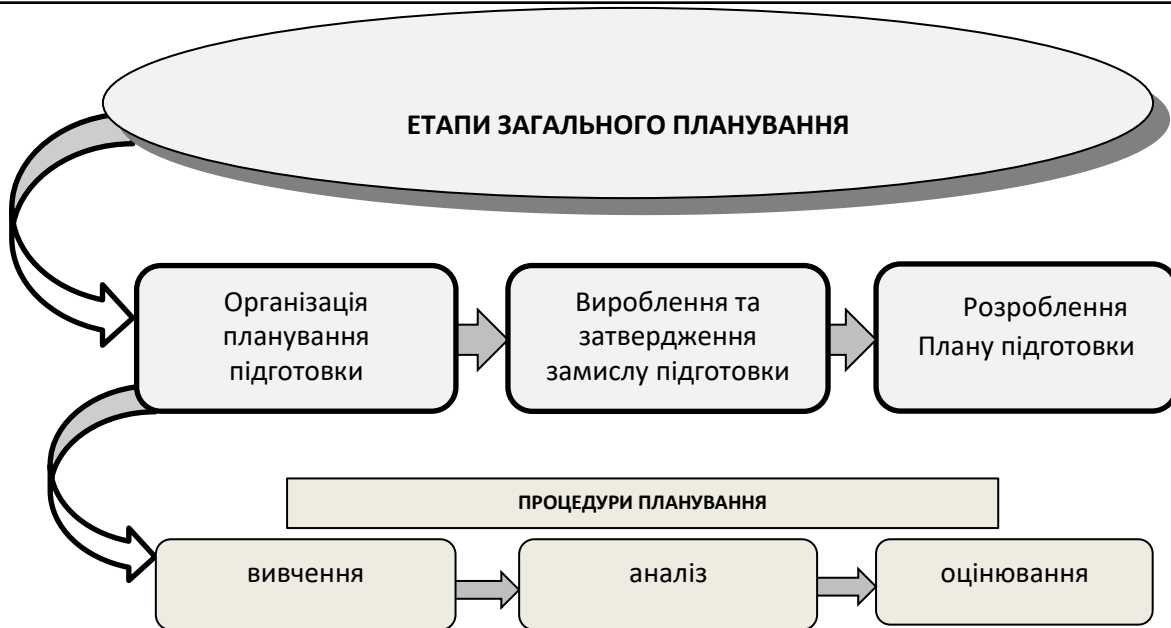 ЕТАПИ ЗАГАЛЬНОГО ПЛАНУВАННЯ
Організація
планування
підготовки
Вироблення та
затвердження
замислу підготовки
Розроблення
Плану підготовки
ПРОЦЕДУРИ ПЛАНУВАННЯ
вивчення
аналіз
оцінювання